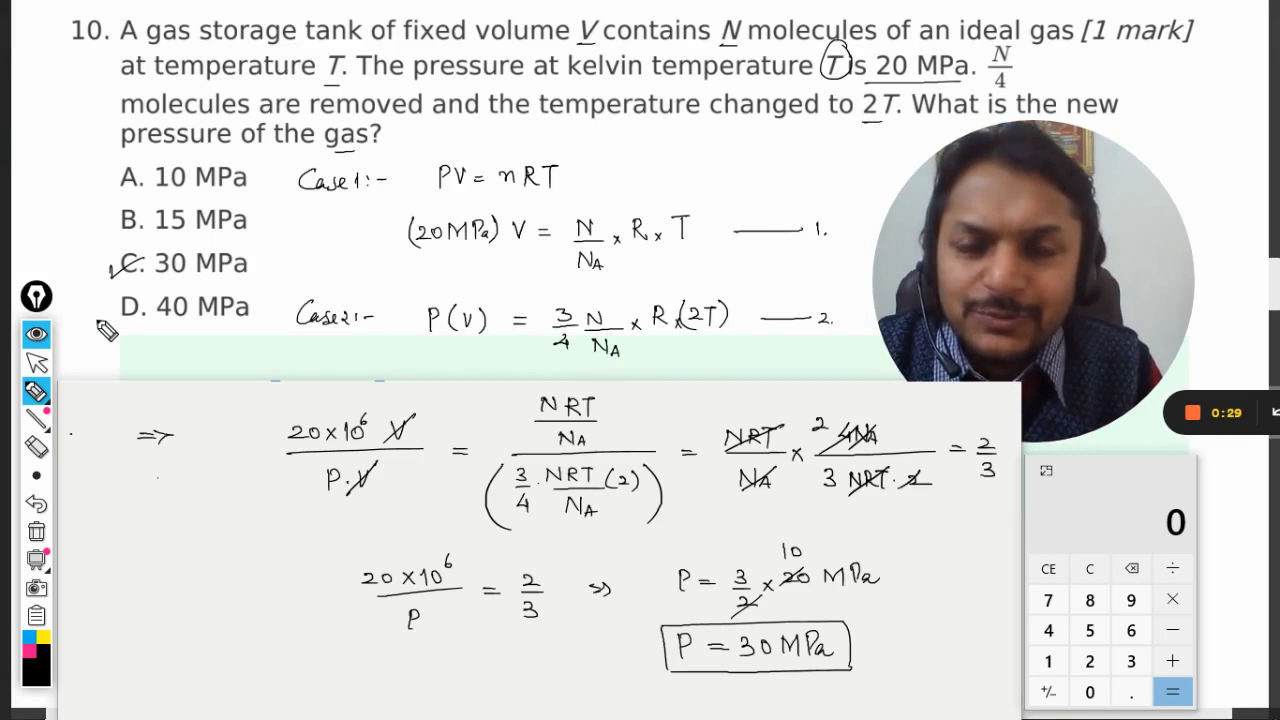 10. A gas storage tank of fixed volume V contains N molecules of an ideal gas [1 mark]
at temperature T. The pressure at kelvin temperature T is 20 MPa. N/4
molecules are removed and the temperature changed to 2T. What is the new
pressure of the gas?
A. 10 MPa
B. 15 MPa
C. 30 MPa
D. 40 MPa
Case 1:- PV = nRT
(20 MPa) V = N/NA × R × T —— 1.
Case 2:- P(V) = 3/4 N/NA × R × (2T) —— 2.
⇒ 20×10⁶ V / P.V = (NRT/NA) / (3/4 . NRT/NA (2)) = NRT/NA × 2 4NA / 3 NRT . 2 = 2/3
20×10⁶ / P = 2/3 ⇒ P = 3/2 × 20 MPa
10
P = 30 MPa
0:29
0
CE C ⌫ ÷
7 8 9 ×
4 5 6 −
1 2 3 +
+/− 0 . =